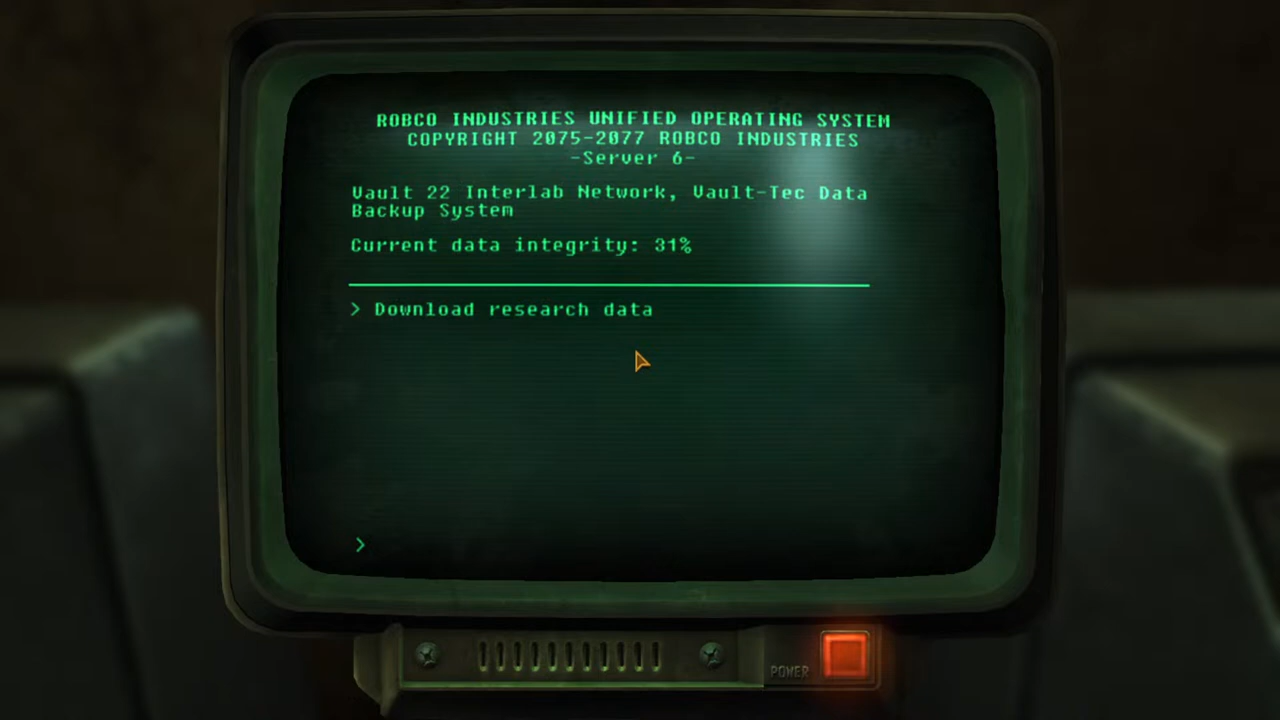 ROBCO INDUSTRIES UNIFIED OPERATING SYSTEM
COPYRIGHT 2075-2077 ROBCO INDUSTRIES
-Server 6-
Vault 22 Interlab Network, Vault-Tec Data
Backup System
Current data integrity: 31%
> Download research data
>
POWER